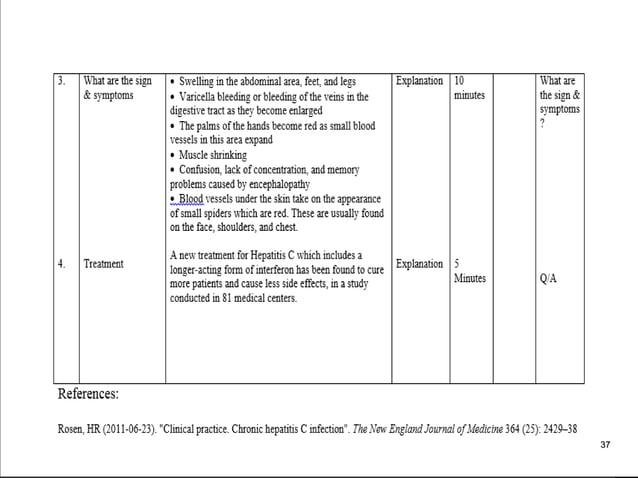 3. What are the sign & symptoms
• Swelling in the abdominal area, feet, and legs
• Varicella bleeding or bleeding of the veins in the
digestive tract as they become enlarged
• The palms of the hands become red as small blood
vessels in this area expand
• Muscle shrinking
• Confusion, lack of concentration, and memory
problems caused by encephalopathy
• Blood vessels under the skin take on the appearance
of small spiders which are red. These are usually found
on the face, shoulders, and chest.
Explanation
10
minutes
What are
the sign &
symptoms
?
4. Treatment
A new treatment for Hepatitis C which includes a
longer-acting form of interferon has been found to cure
more patients and cause less side effects, in a study
conducted in 81 medical centers.
Explanation
5
Minutes
Q/A
References:
Rosen, HR (2011-06-23). "Clinical practice. Chronic hepatitis C infection". The New England Journal of Medicine 364 (25): 2429–38
37